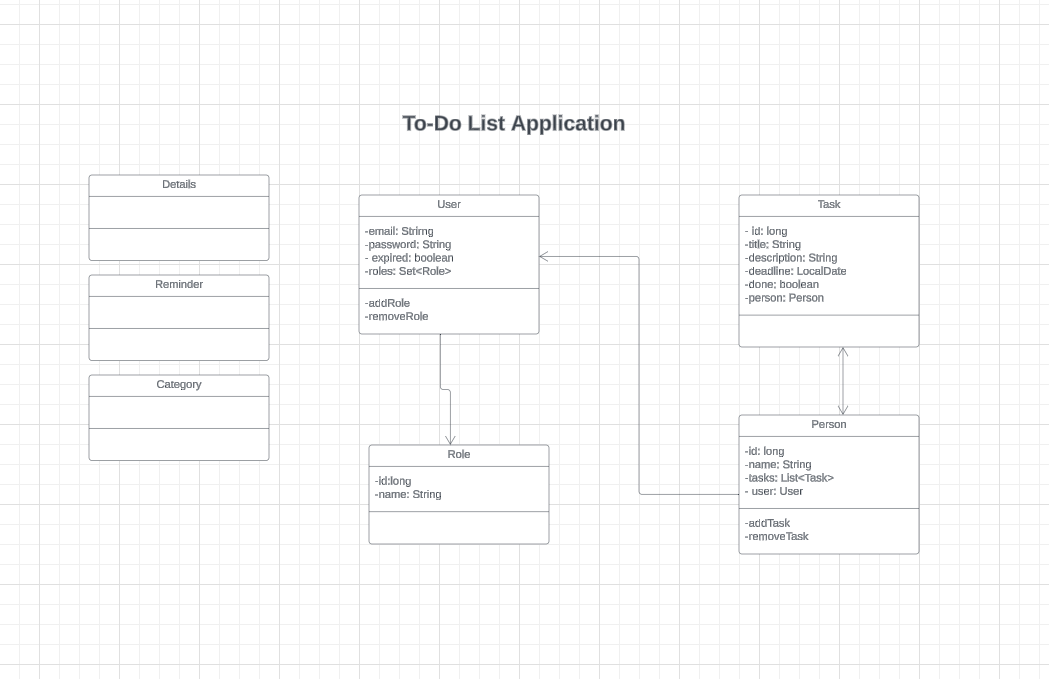 To-Do List Application
Details
Reminder
Category
User
-email: Strirng
-password: String
- expired: boolean
-roles: Set<Role>
-addRole
-removeRole
Role
-id:long
-name: String
Task
- id: long
-title: String
-description: String
-deadline: LocalDate
-done: boolean
-person: Person
Person
-id: long
-name: String
-tasks: List<Task>
- user: User
-addTask
-removeTask